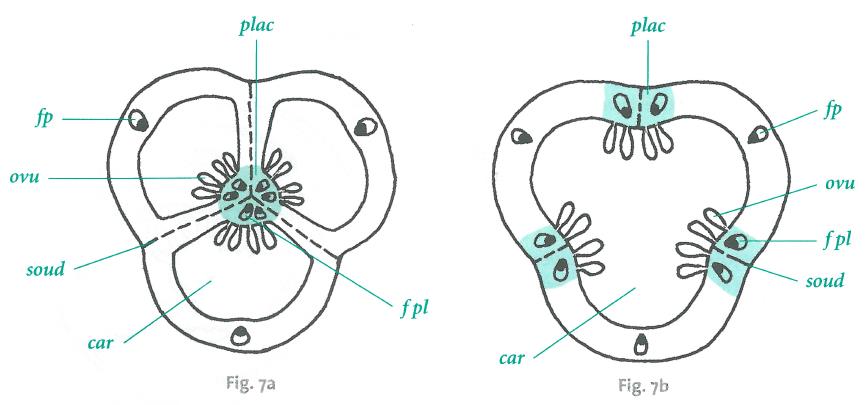 plac
fp
ovu
soud
car
f pl
Fig. 7a
plac
fp
ovu
f pl
soud
car
Fig. 7b